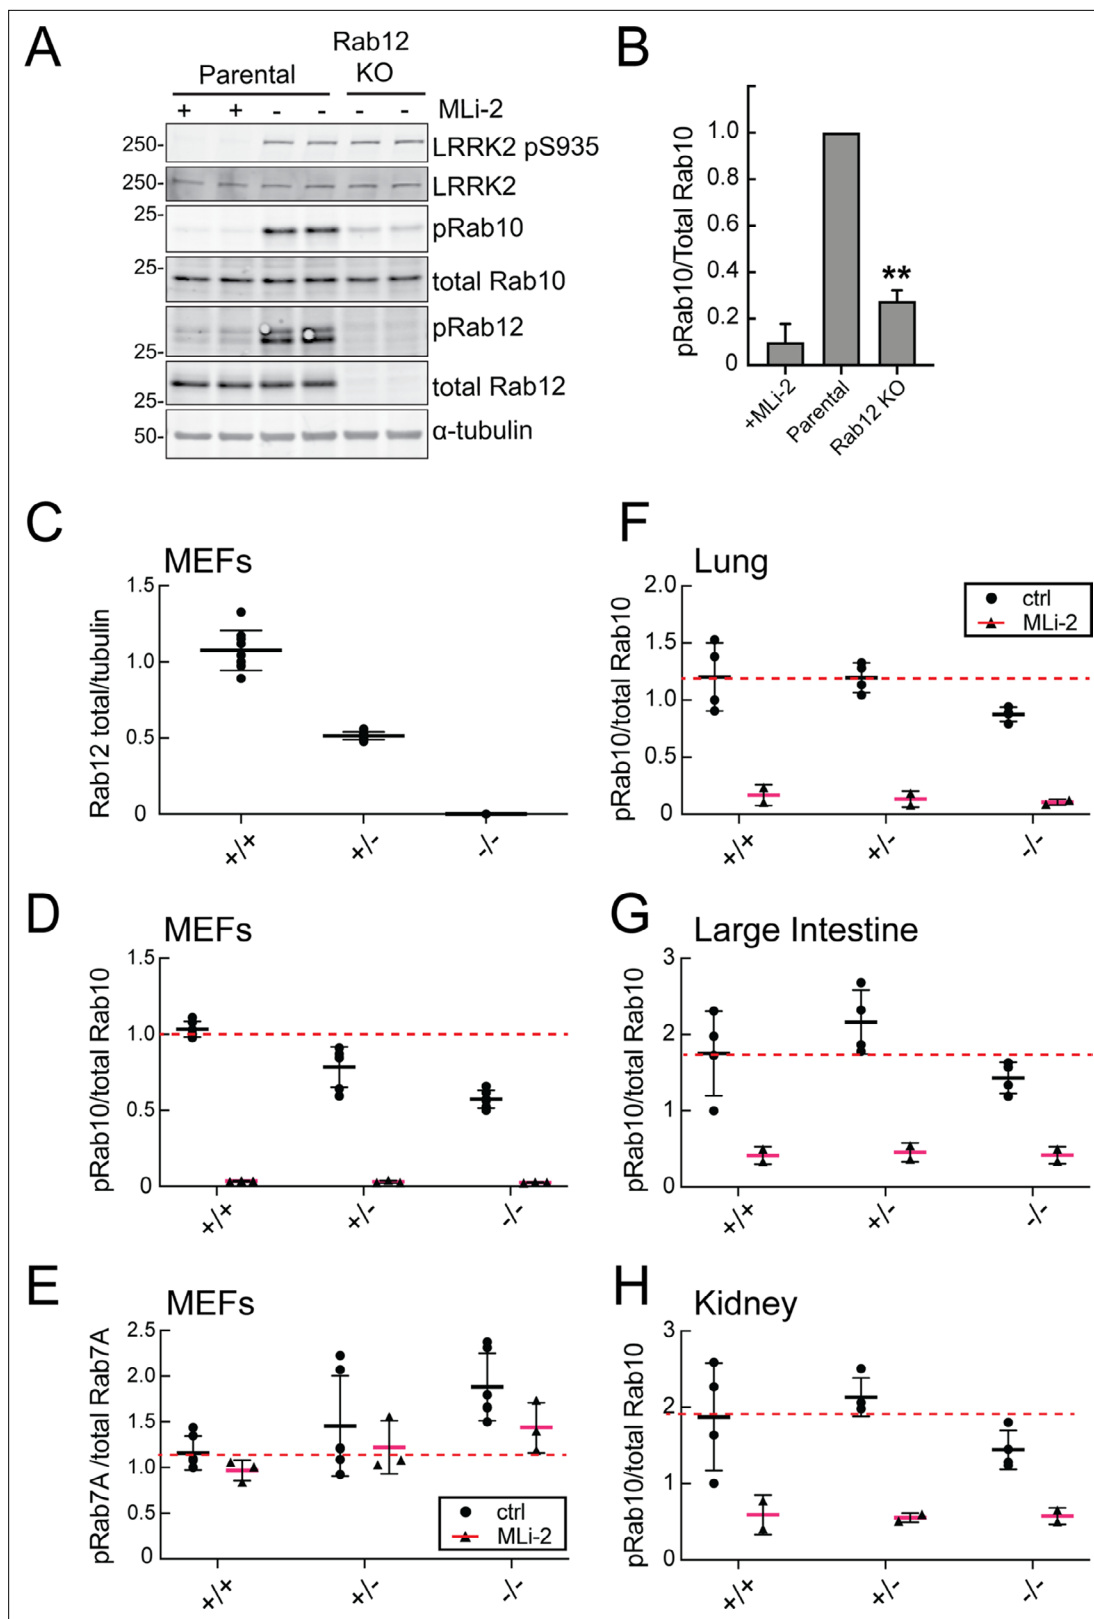 A
Rab12
Parental KO
+ + - - - - MLi-2
250- LRRK2 pS935
250- LRRK2
25- pRab10
25- total Rab10
25- pRab12
total Rab12
50- α-tubulin
B
pRab10/Total Rab10
1.0
0.8
0.6
0.4
0.2
0
**
+MLi-2 Parental Rab12 KO
C
MEFs
Rab12 total/tubulin
1.5
1.0
0.5
0
+/+ +/- -/-
D
MEFs
pRab10/total Rab10
1.5
1.0
0.5
0
+/+ +/- -/-
E
MEFs
pRab7A /total Rab7A
2.5
2.0
1.5
1.0
0.5
0
ctrl
MLi-2
+/+ +/- -/-
F
Lung
pRab10/total Rab10
2.0
1.5
1.0
0.5
0
ctrl
MLi-2
+/+ +/- -/-
G
Large Intestine
pRab10/total Rab10
3
2
1
0
+/+ +/- -/-
H
Kidney
pRab10/total Rab10
3
2
1
0
+/+ +/- -/-